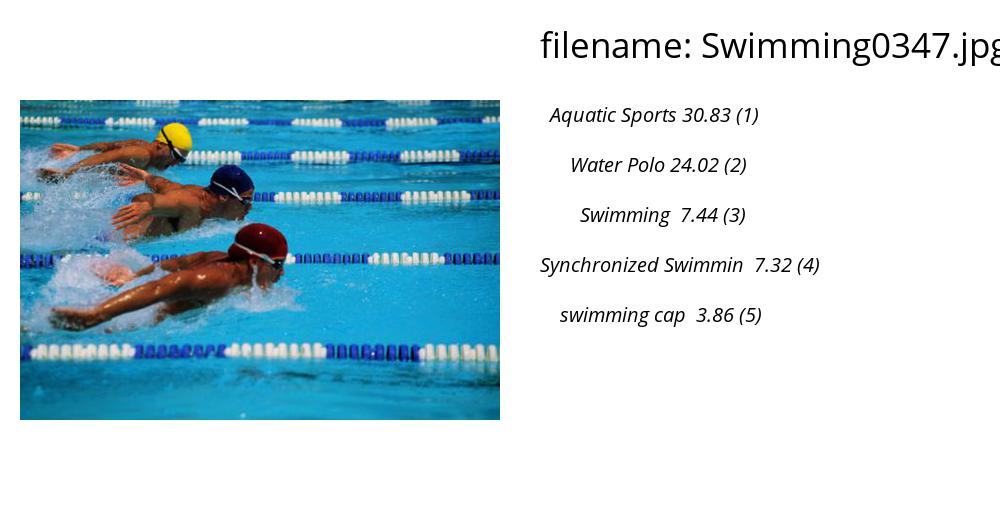 filename: Swimming0347.jpg
Aquatic Sports 30.83 (1)
Water Polo 24.02 (2)
Swimming 7.44 (3)
Synchronized Swimmin 7.32 (4)
swimming cap 3.86 (5)